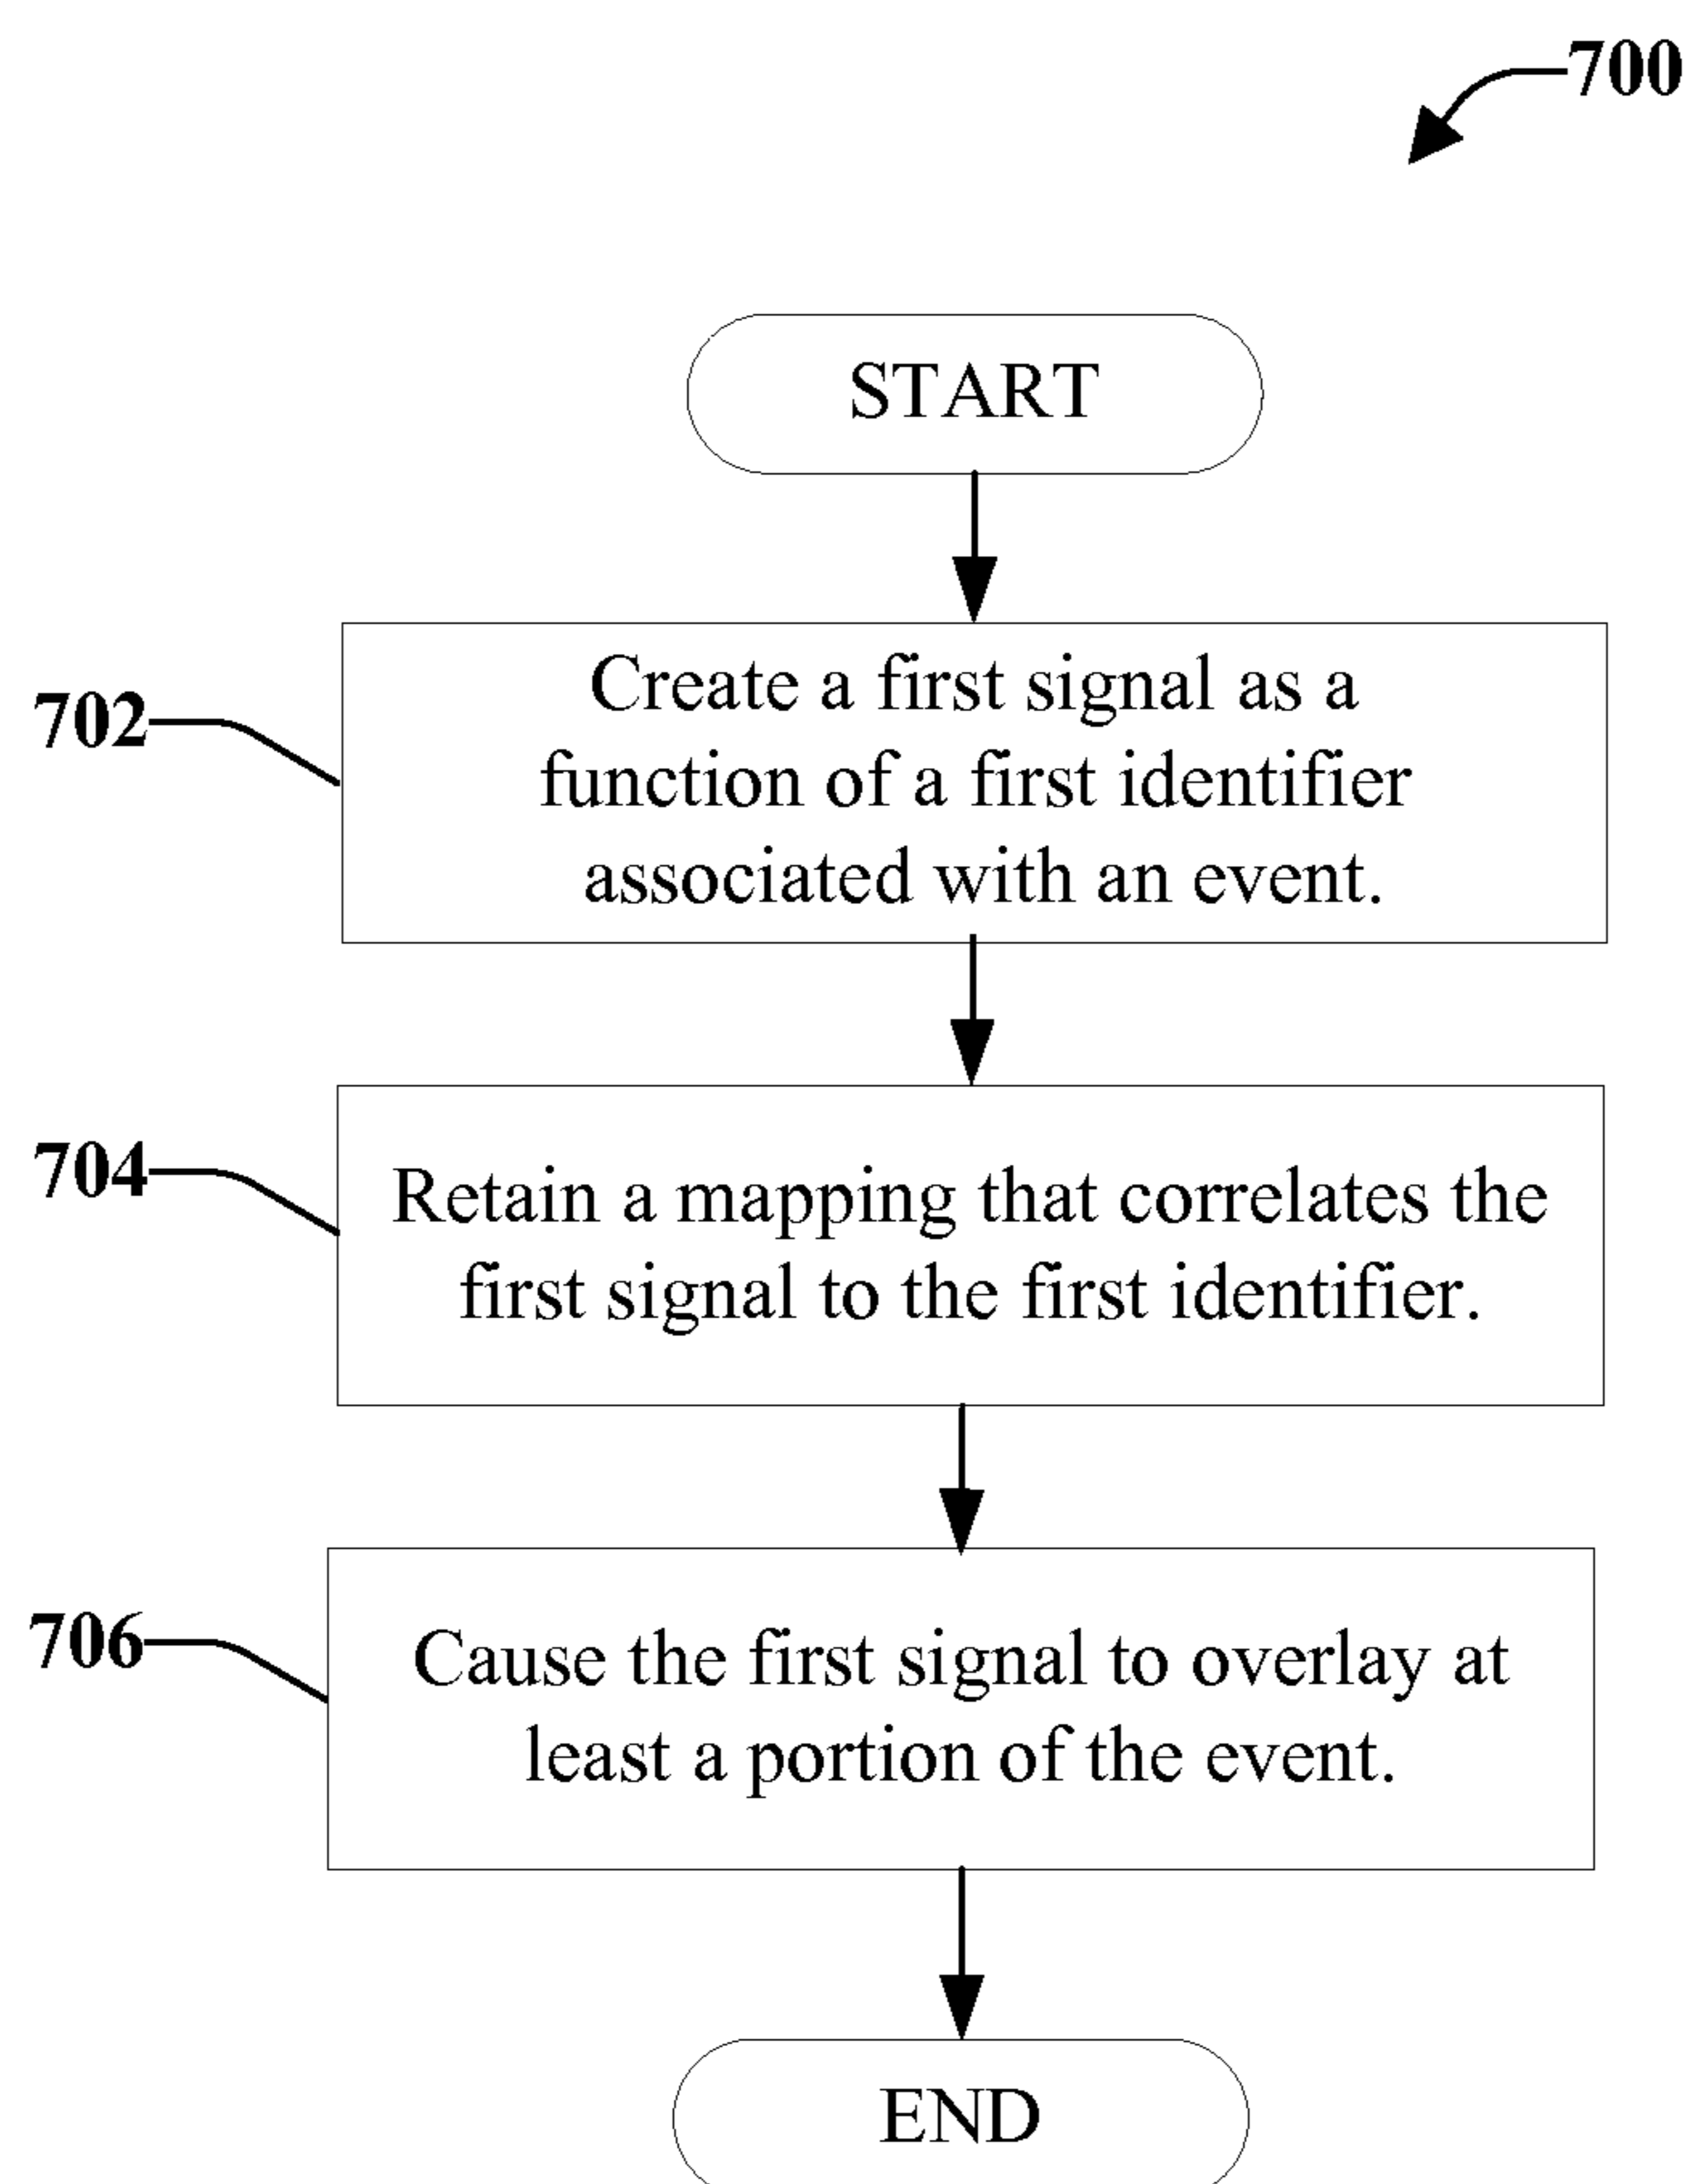 700
START
702
Create a first signal as a
function of a first identifier
associated with an event.
704
Retain a mapping that correlates the
first signal to the first identifier.
706
Cause the first signal to overlay at
least a portion of the event.
END